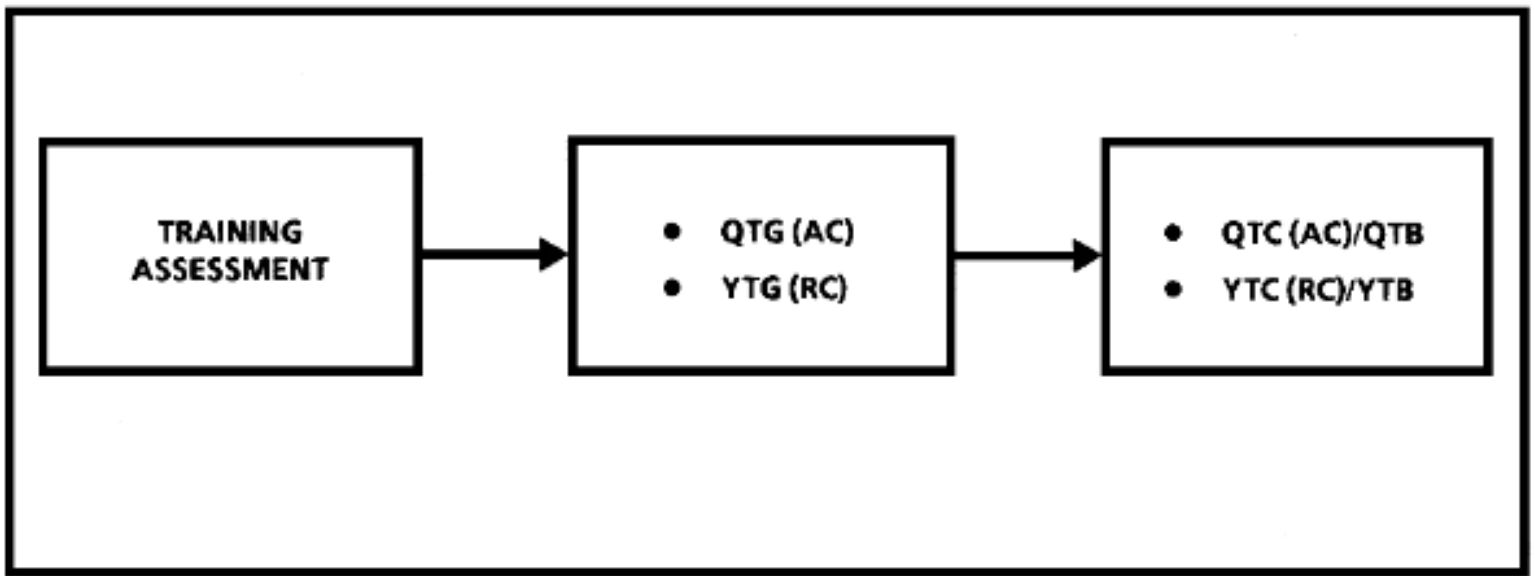 TRAINING
ASSESSMENT
• QTG (AC)
• YTG (RC)
• QTC (AC)/QTB
• YTC (RC)/YTB